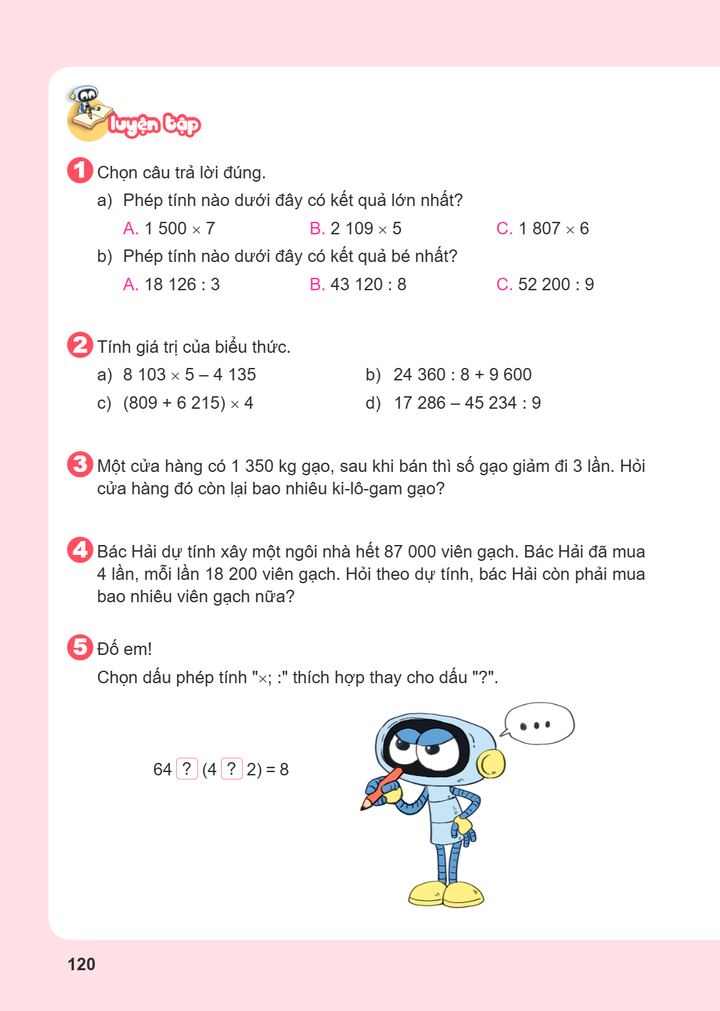 Luyện tập
1 Chọn câu trả lời đúng.
a) Phép tính nào dưới đây có kết quả lớn nhất?
A. 1 500 × 7 B. 2 109 × 5 C. 1 807 × 6
b) Phép tính nào dưới đây có kết quả bé nhất?
A. 18 126 : 3 B. 43 120 : 8 C. 52 200 : 9
2 Tính giá trị của biểu thức.
a) 8 103 × 5 – 4 135 b) 24 360 : 8 + 9 600
c) (809 + 6 215) × 4 d) 17 286 – 45 234 : 9
3 Một cửa hàng có 1 350 kg gạo, sau khi bán thì số gạo giảm đi 3 lần. Hỏi
cửa hàng đó còn lại bao nhiêu ki-lô-gam gạo?
4 Bác Hải dự tính xây một ngôi nhà hết 87 000 viên gạch. Bác Hải đã mua
4 lần, mỗi lần 18 200 viên gạch. Hỏi theo dự tính, bác Hải còn phải mua
bao nhiêu viên gạch nữa?
5 Đố em!
Chọn dấu phép tính "×; :" thích hợp thay cho dấu "?".
64 ? (4 ? 2) = 8
120